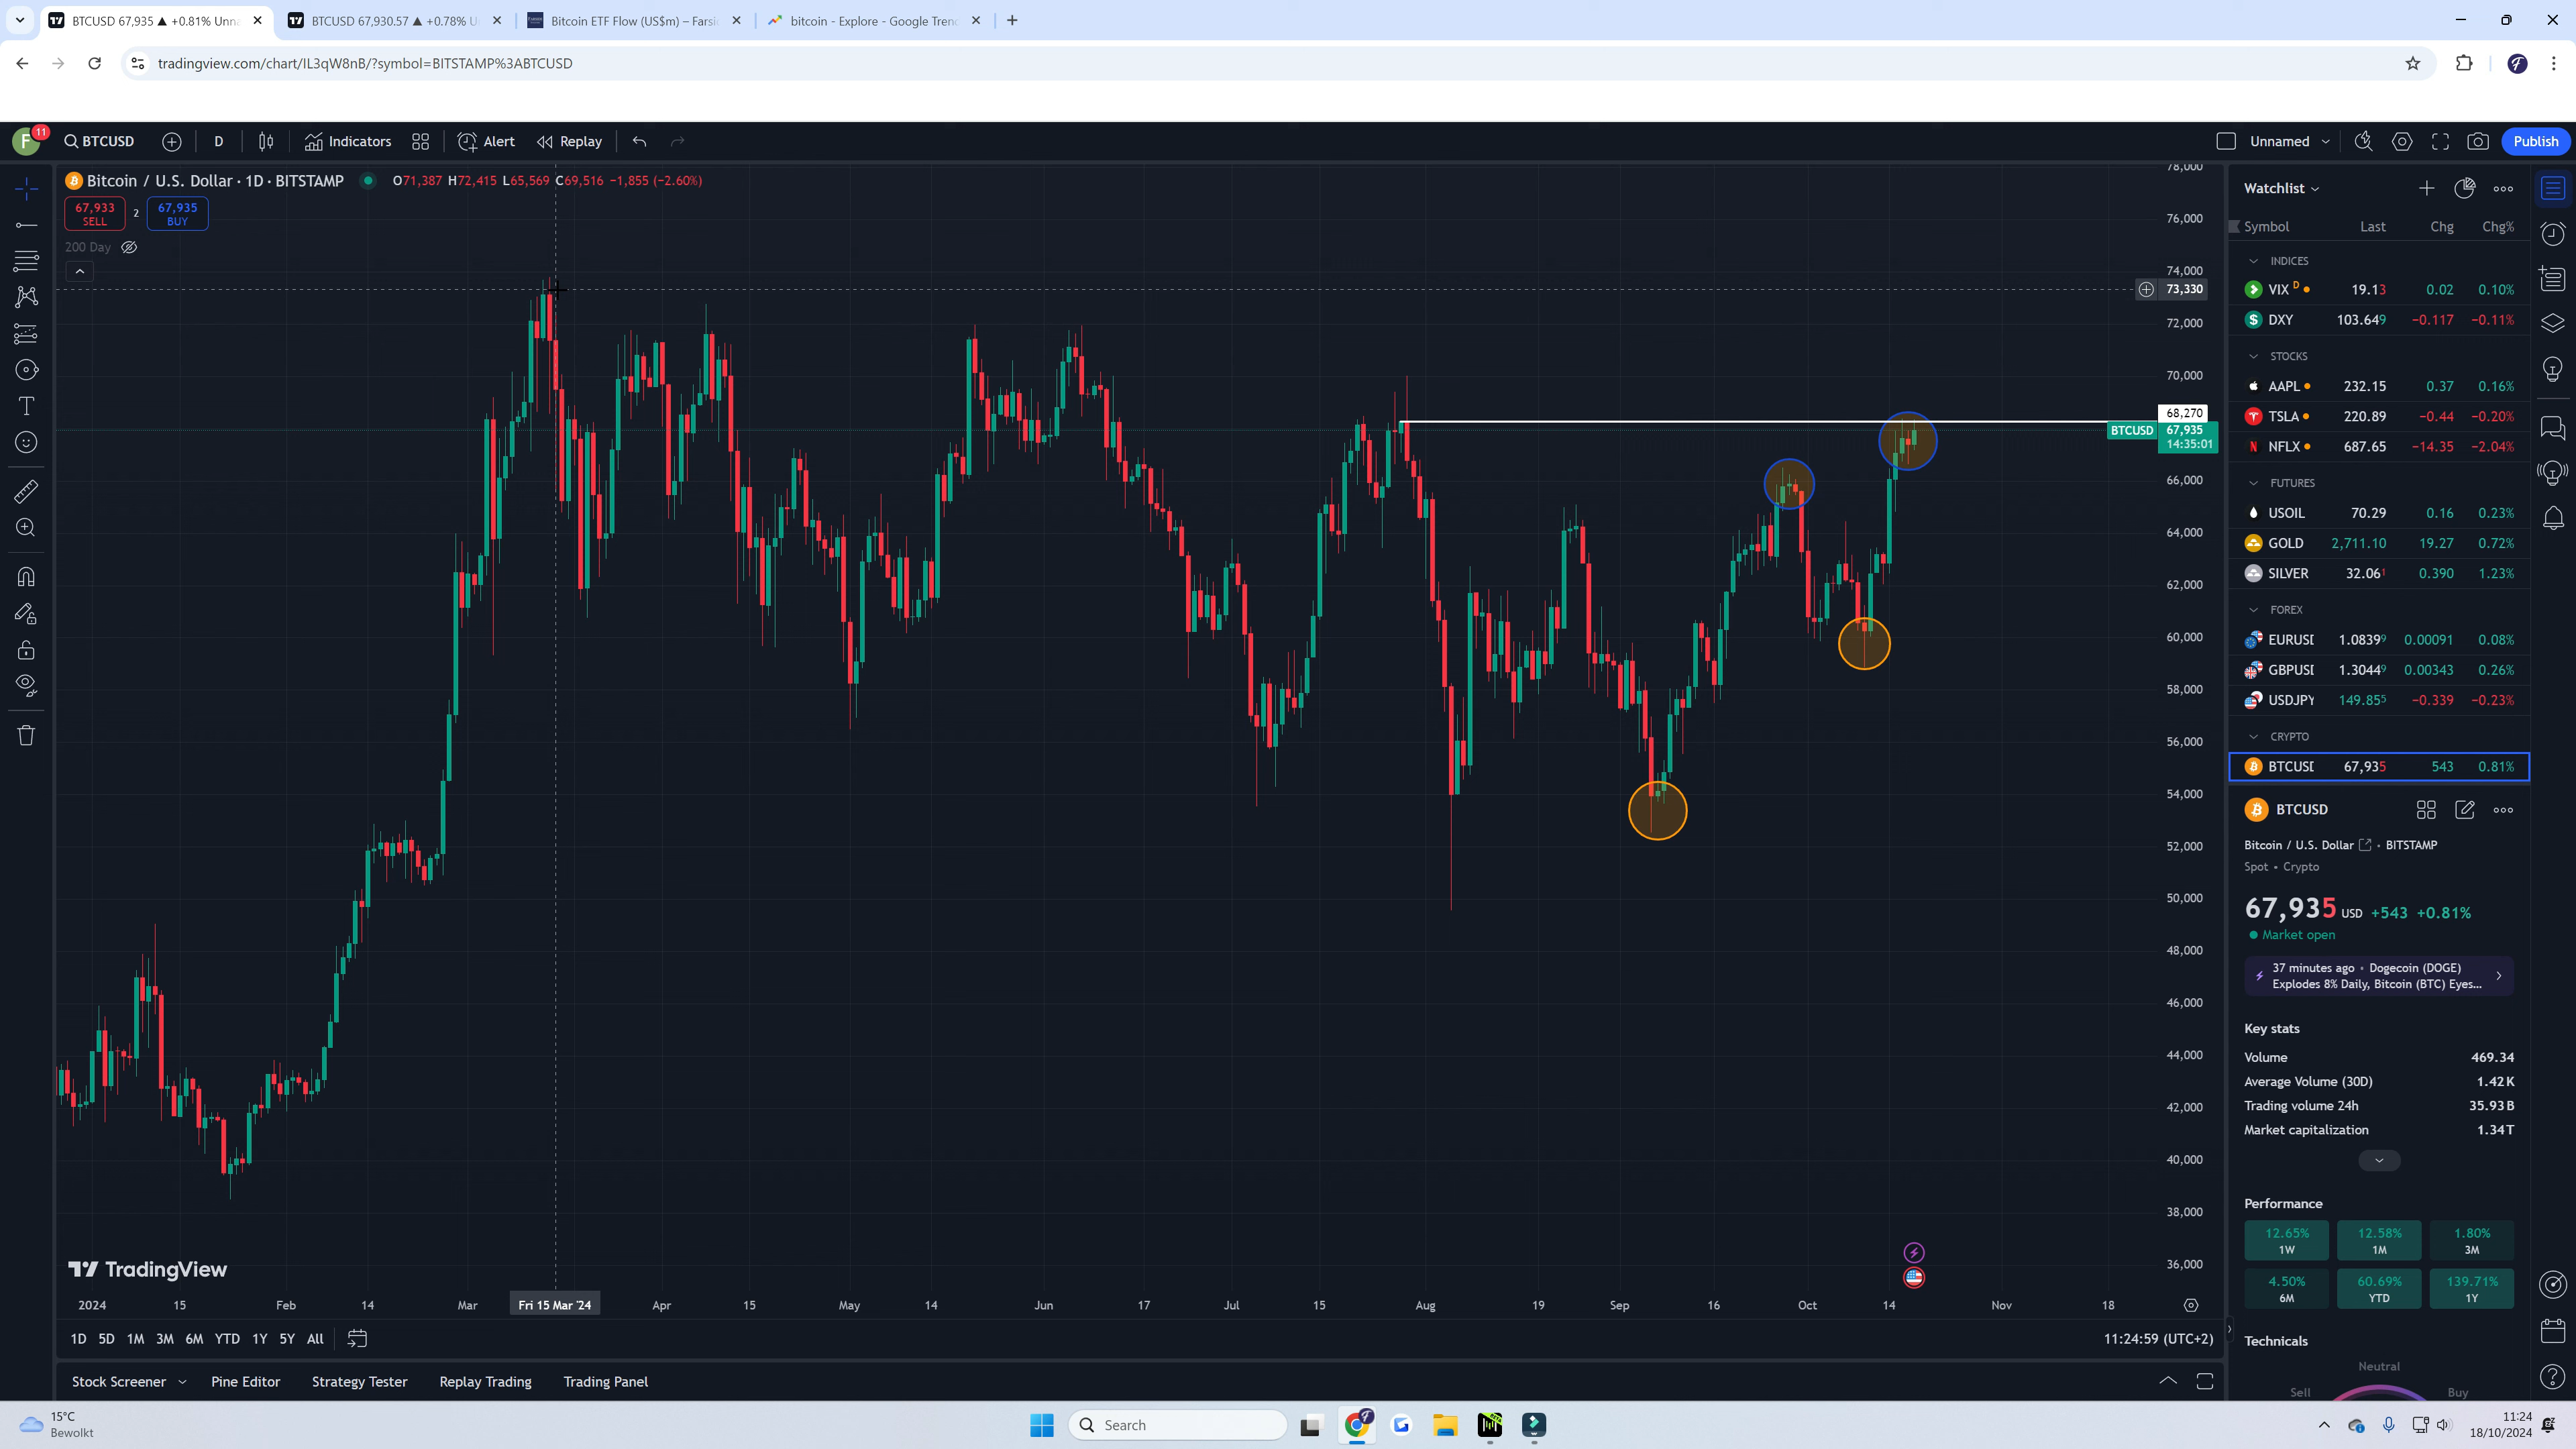 BTCUSD 67,935 ▲ +0.81% Unna
BTCUSD 67,930.57 ▲ +0.78% U
Bitcoin ETF Flow (US$m) – Farsi
bitcoin - Explore - Google Tren
tradingview.com/chart/IL3qW8nB/?symbol=BITSTAMP%3ABTCUSD
F 11 BTCUSD D Indicators Alert Replay Unnamed Publish
Bitcoin / U.S. Dollar · 1D · BITSTAMP O71,387 H72,415 L65,569 C69,516 −1,855 (−2.60%)
67,933 SELL 2 67,935 BUY
200 Day
78,000
76,000
74,000
73,330
72,000
70,000
68,270
BTCUSD 67,935
14:35:01
66,000
64,000
62,000
60,000
58,000
56,000
54,000
52,000
50,000
48,000
46,000
44,000
42,000
40,000
38,000
36,000
TradingView
2024 15 Feb 14 Mar Fri 15 Mar '24 Apr 15 May 14 Jun 17 Jul 15 Aug 19 Sep 16 Oct 14 Nov 18
1D 5D 1M 3M 6M YTD 1Y 5Y All 11:24:59 (UTC+2)
Stock Screener Pine Editor Strategy Tester Replay Trading Trading Panel
Watchlist
Symbol Last Chg Chg%
INDICES
VIX D 19.13 0.02 0.10%
DXY 103.649 −0.117 −0.11%
STOCKS
AAPL 232.15 0.37 0.16%
TSLA 220.89 −0.44 −0.20%
NFLX 687.65 −14.35 −2.04%
FUTURES
USOIL 70.29 0.16 0.23%
GOLD 2,711.10 19.27 0.72%
SILVER 32.061 0.390 1.23%
FOREX
EURUSD 1.08399 0.00091 0.08%
GBPUSD 1.30449 0.00343 0.26%
USDJPY 149.855 −0.339 −0.23%
CRYPTO
BTCUSD 67,935 543 0.81%
BTCUSD
Bitcoin / U.S. Dollar • BITSTAMP
Spot • Crypto
67,935 USD +543 +0.81%
Market open
37 minutes ago • Dogecoin (DOGE)
Explodes 8% Daily, Bitcoin (BTC) Eyes...
Key stats
Volume 469.34
Average Volume (30D) 1.42K
Trading volume 24h 35.93B
Market capitalization 1.34T
Performance
12.65% 12.58% 1.80%
1W 1M 3M
4.50% 60.69% 139.71%
6M YTD 1Y
Technicals
Neutral
Sell Buy
15°C
Bewolkt
Search
11:24
18/10/2024